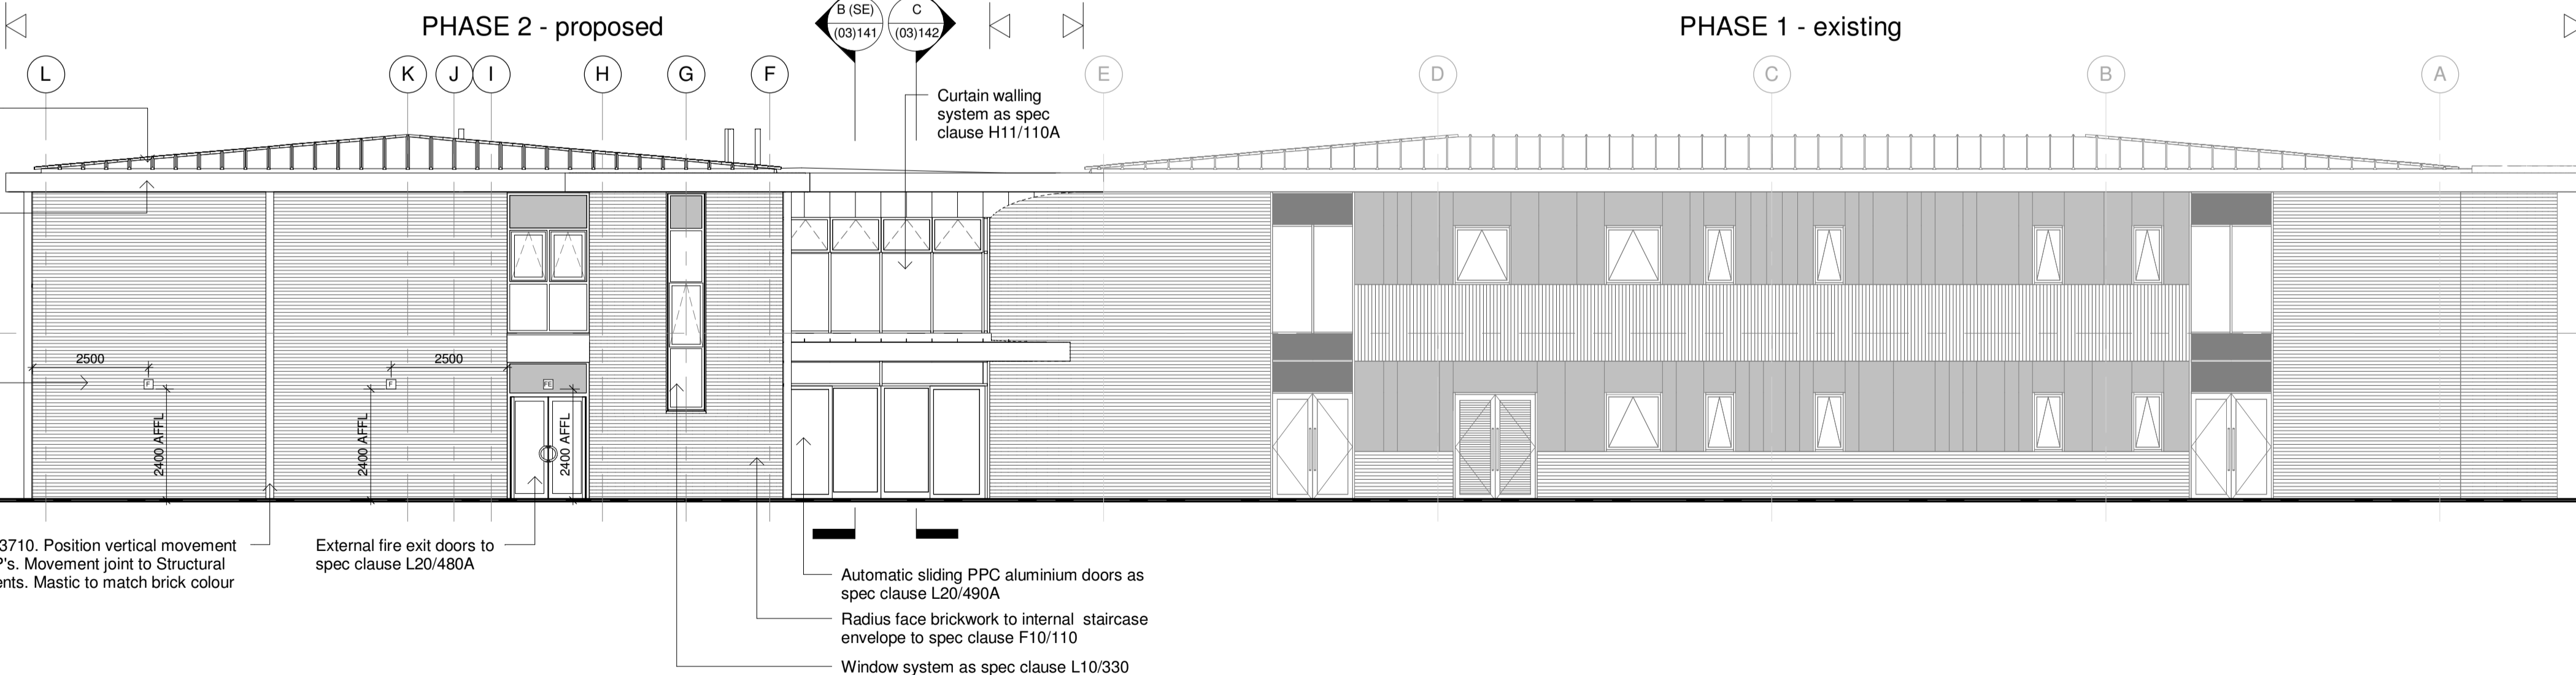 PHASE 2 - proposed
B (SE)
(03)141
C
(03)142
PHASE 1 - existing
L
K
J
I
H
G
F
E
D
C
B
A
Curtain walling
system as spec
clause H11/110A
2500
2500
F
F
FE
2400 AFFL
2400 AFFL
2400 AFFL
3710. Position vertical movement
P's. Movement joint to Structural
ents. Mastic to match brick colour
External fire exit doors to
spec clause L20/480A
Automatic sliding PPC aluminium doors as
spec clause L20/490A
Radius face brickwork to internal staircase
envelope to spec clause F10/110
Window system as spec clause L10/330